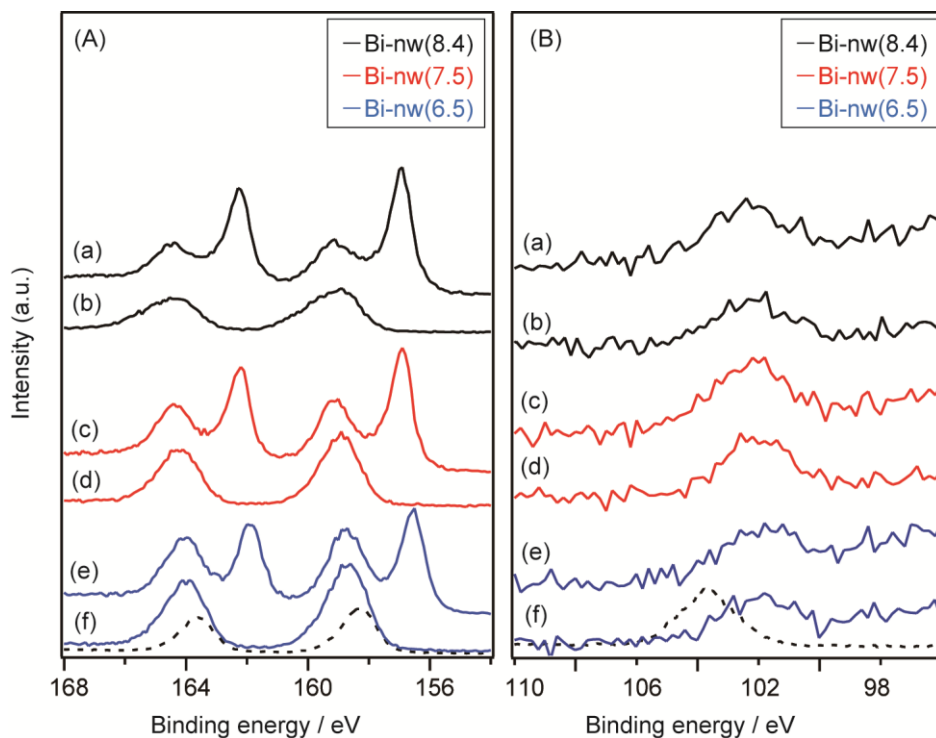 (A)
Bi-nw(8.4)
Bi-nw(7.5)
Bi-nw(6.5)
(a)
(b)
(c)
(d)
(e)
(f)
168 164 160 156
Binding energy / eV
Intensity (a.u.)
(B)
Bi-nw(8.4)
Bi-nw(7.5)
Bi-nw(6.5)
(a)
(b)
(c)
(d)
(e)
(f)
110 106 102 98
Binding energy / eV